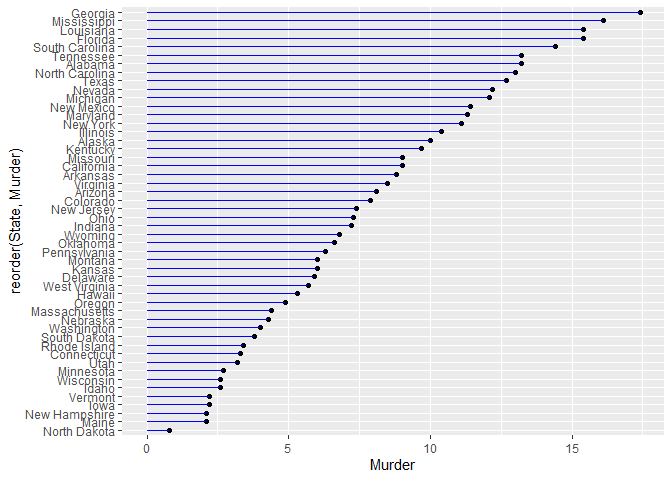 Georgia
Mississippi
Louisiana
Florida
South Carolina
Tennessee
Alabama
North Carolina
Texas
Nevada
Michigan
New Mexico
Maryland
New York
Illinois
Alaska
Kentucky
Missouri
California
Arkansas
Virginia
Arizona
Colorado
New Jersey
Ohio
Indiana
Wyoming
Oklahoma
Pennsylvania
Montana
Kansas
Delaware
West Virginia
Hawaii
Oregon
Massachusetts
Nebraska
Washington
South Dakota
Rhode Island
Connecticut
Utah
Minnesota
Wisconsin
Idaho
Vermont
Iowa
New Hampshire
Maine
North Dakota
reorder(State, Murder)
0 5 10 15
Murder